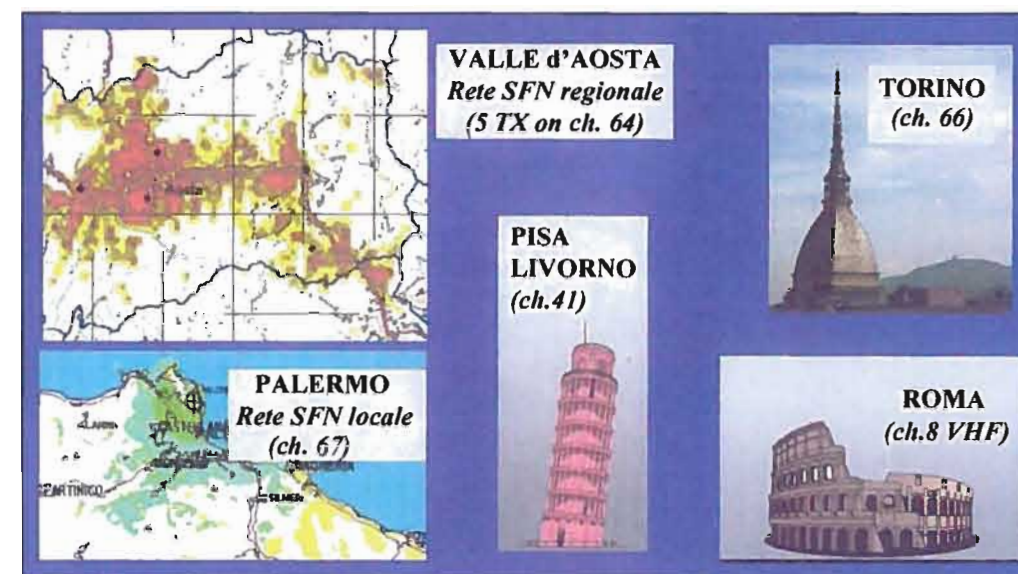 VALLE d'AOSTA
Rete SFN regionale
(5 TX on ch. 64)
TORINO
(ch. 66)
PISA
LIVORNO
(ch.41)
PALERMO
Rete SFN locale
(ch. 67)
ROMA
(ch.8 VHF)